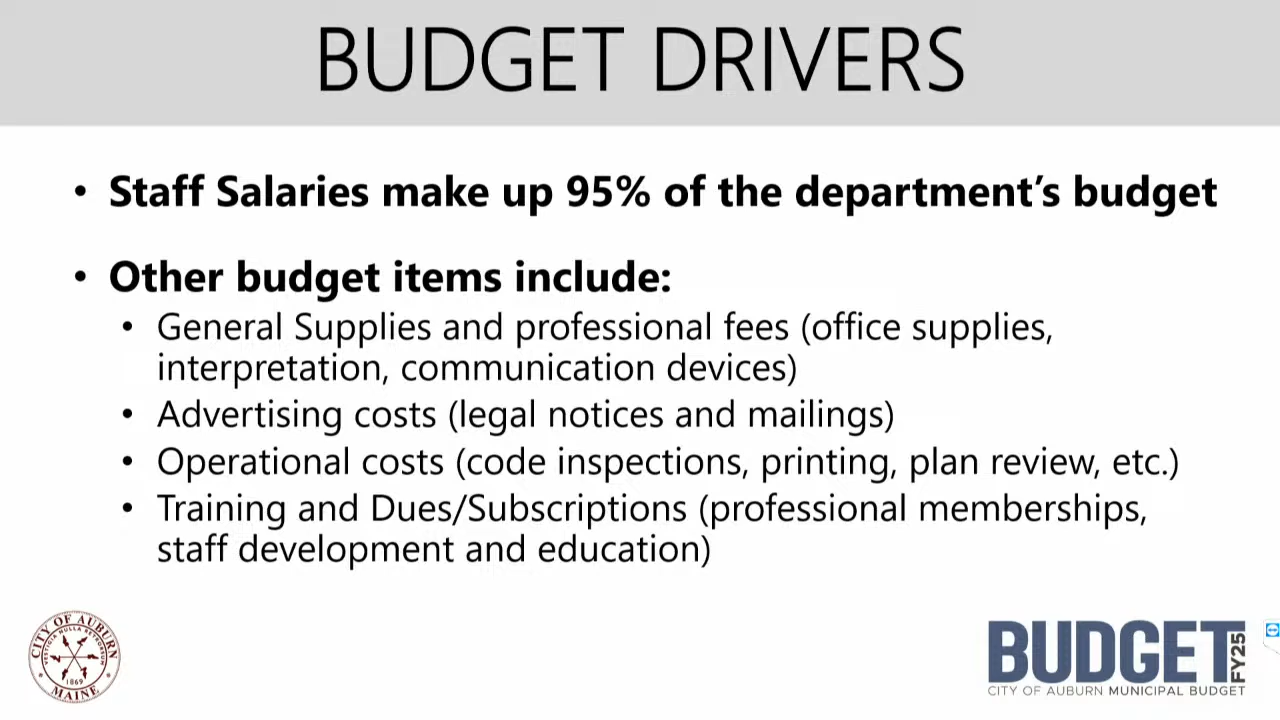 BUDGET DRIVERS
• Staff Salaries make up 95% of the department’s budget
• Other budget items include:
• General Supplies and professional fees (office supplies,
interpretation, communication devices)
• Advertising costs (legal notices and mailings)
• Operational costs (code inspections, printing, plan review, etc.)
• Training and Dues/Subscriptions (professional memberships,
staff development and education)
CITY OF AUBURN
VESTIGIA NULLA RETRORSUM
1869
MAINE
BUDGET
FY25
CITY OF AUBURN MUNICIPAL BUDGET